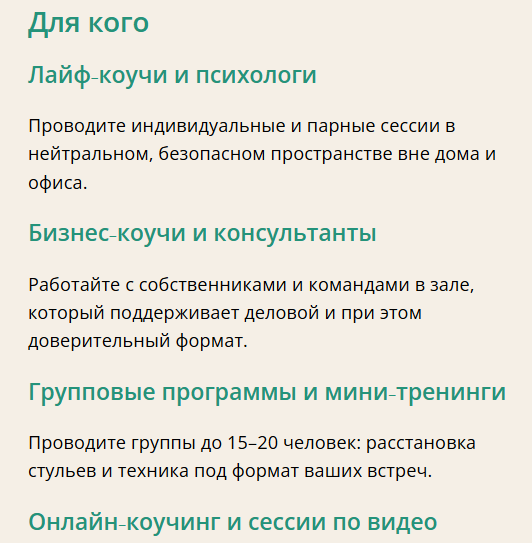 Для кого
Лайф-коучи и психологи
Проводите индивидуальные и парные сессии в
нейтральном, безопасном пространстве вне дома и
офиса.
Бизнес-коучи и консультанты
Работайте с собственниками и командами в зале,
который поддерживает деловой и при этом
доверительный формат.
Групповые программы и мини-тренинги
Проводите группы до 15–20 человек: расстановка
стульев и техника под формат ваших встреч.
Онлайн-коучинг и сессии по видео